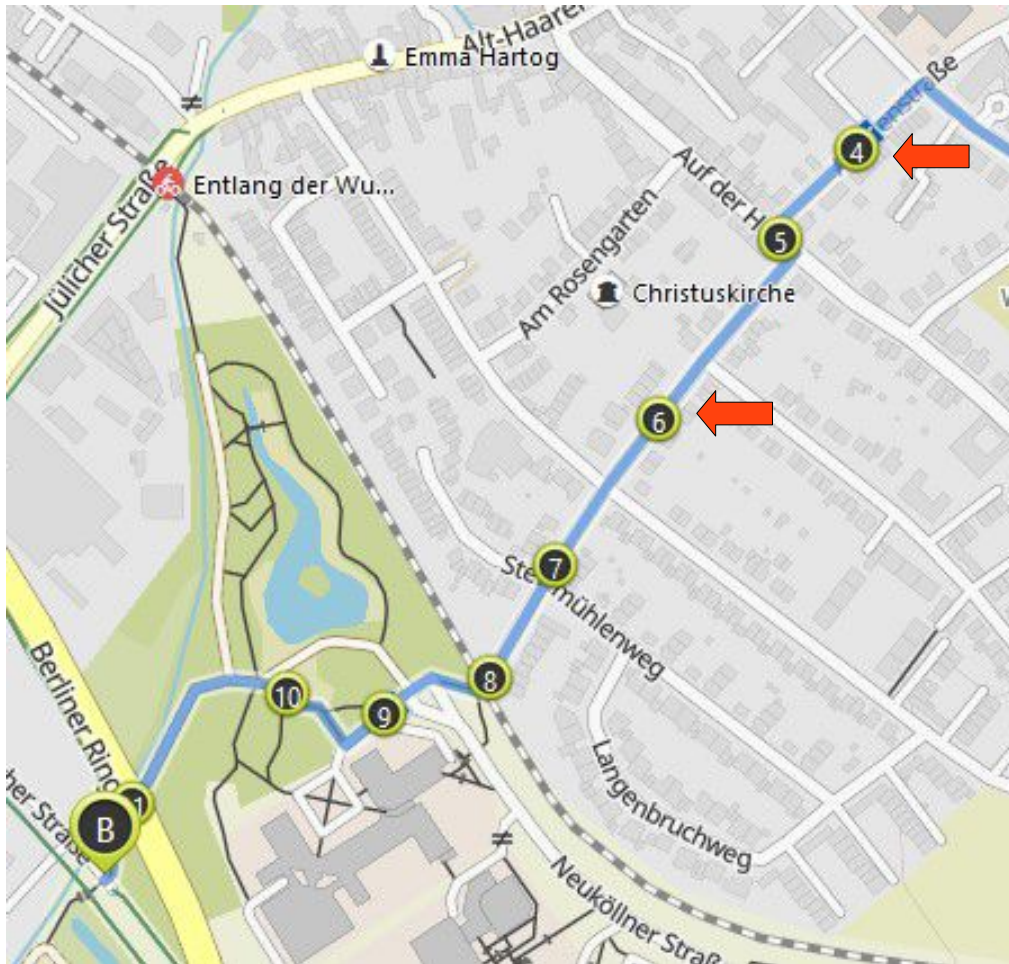 Alt-Haaren
Emma Hartog
4
Auf der H
5
Entlang der Wu...
Jülicher Straße
Am Rosengarten
Christuskirche
6
7
8
10
9
Berliner Ring
Langenbruchweg
1
B
Neuköllner Straß